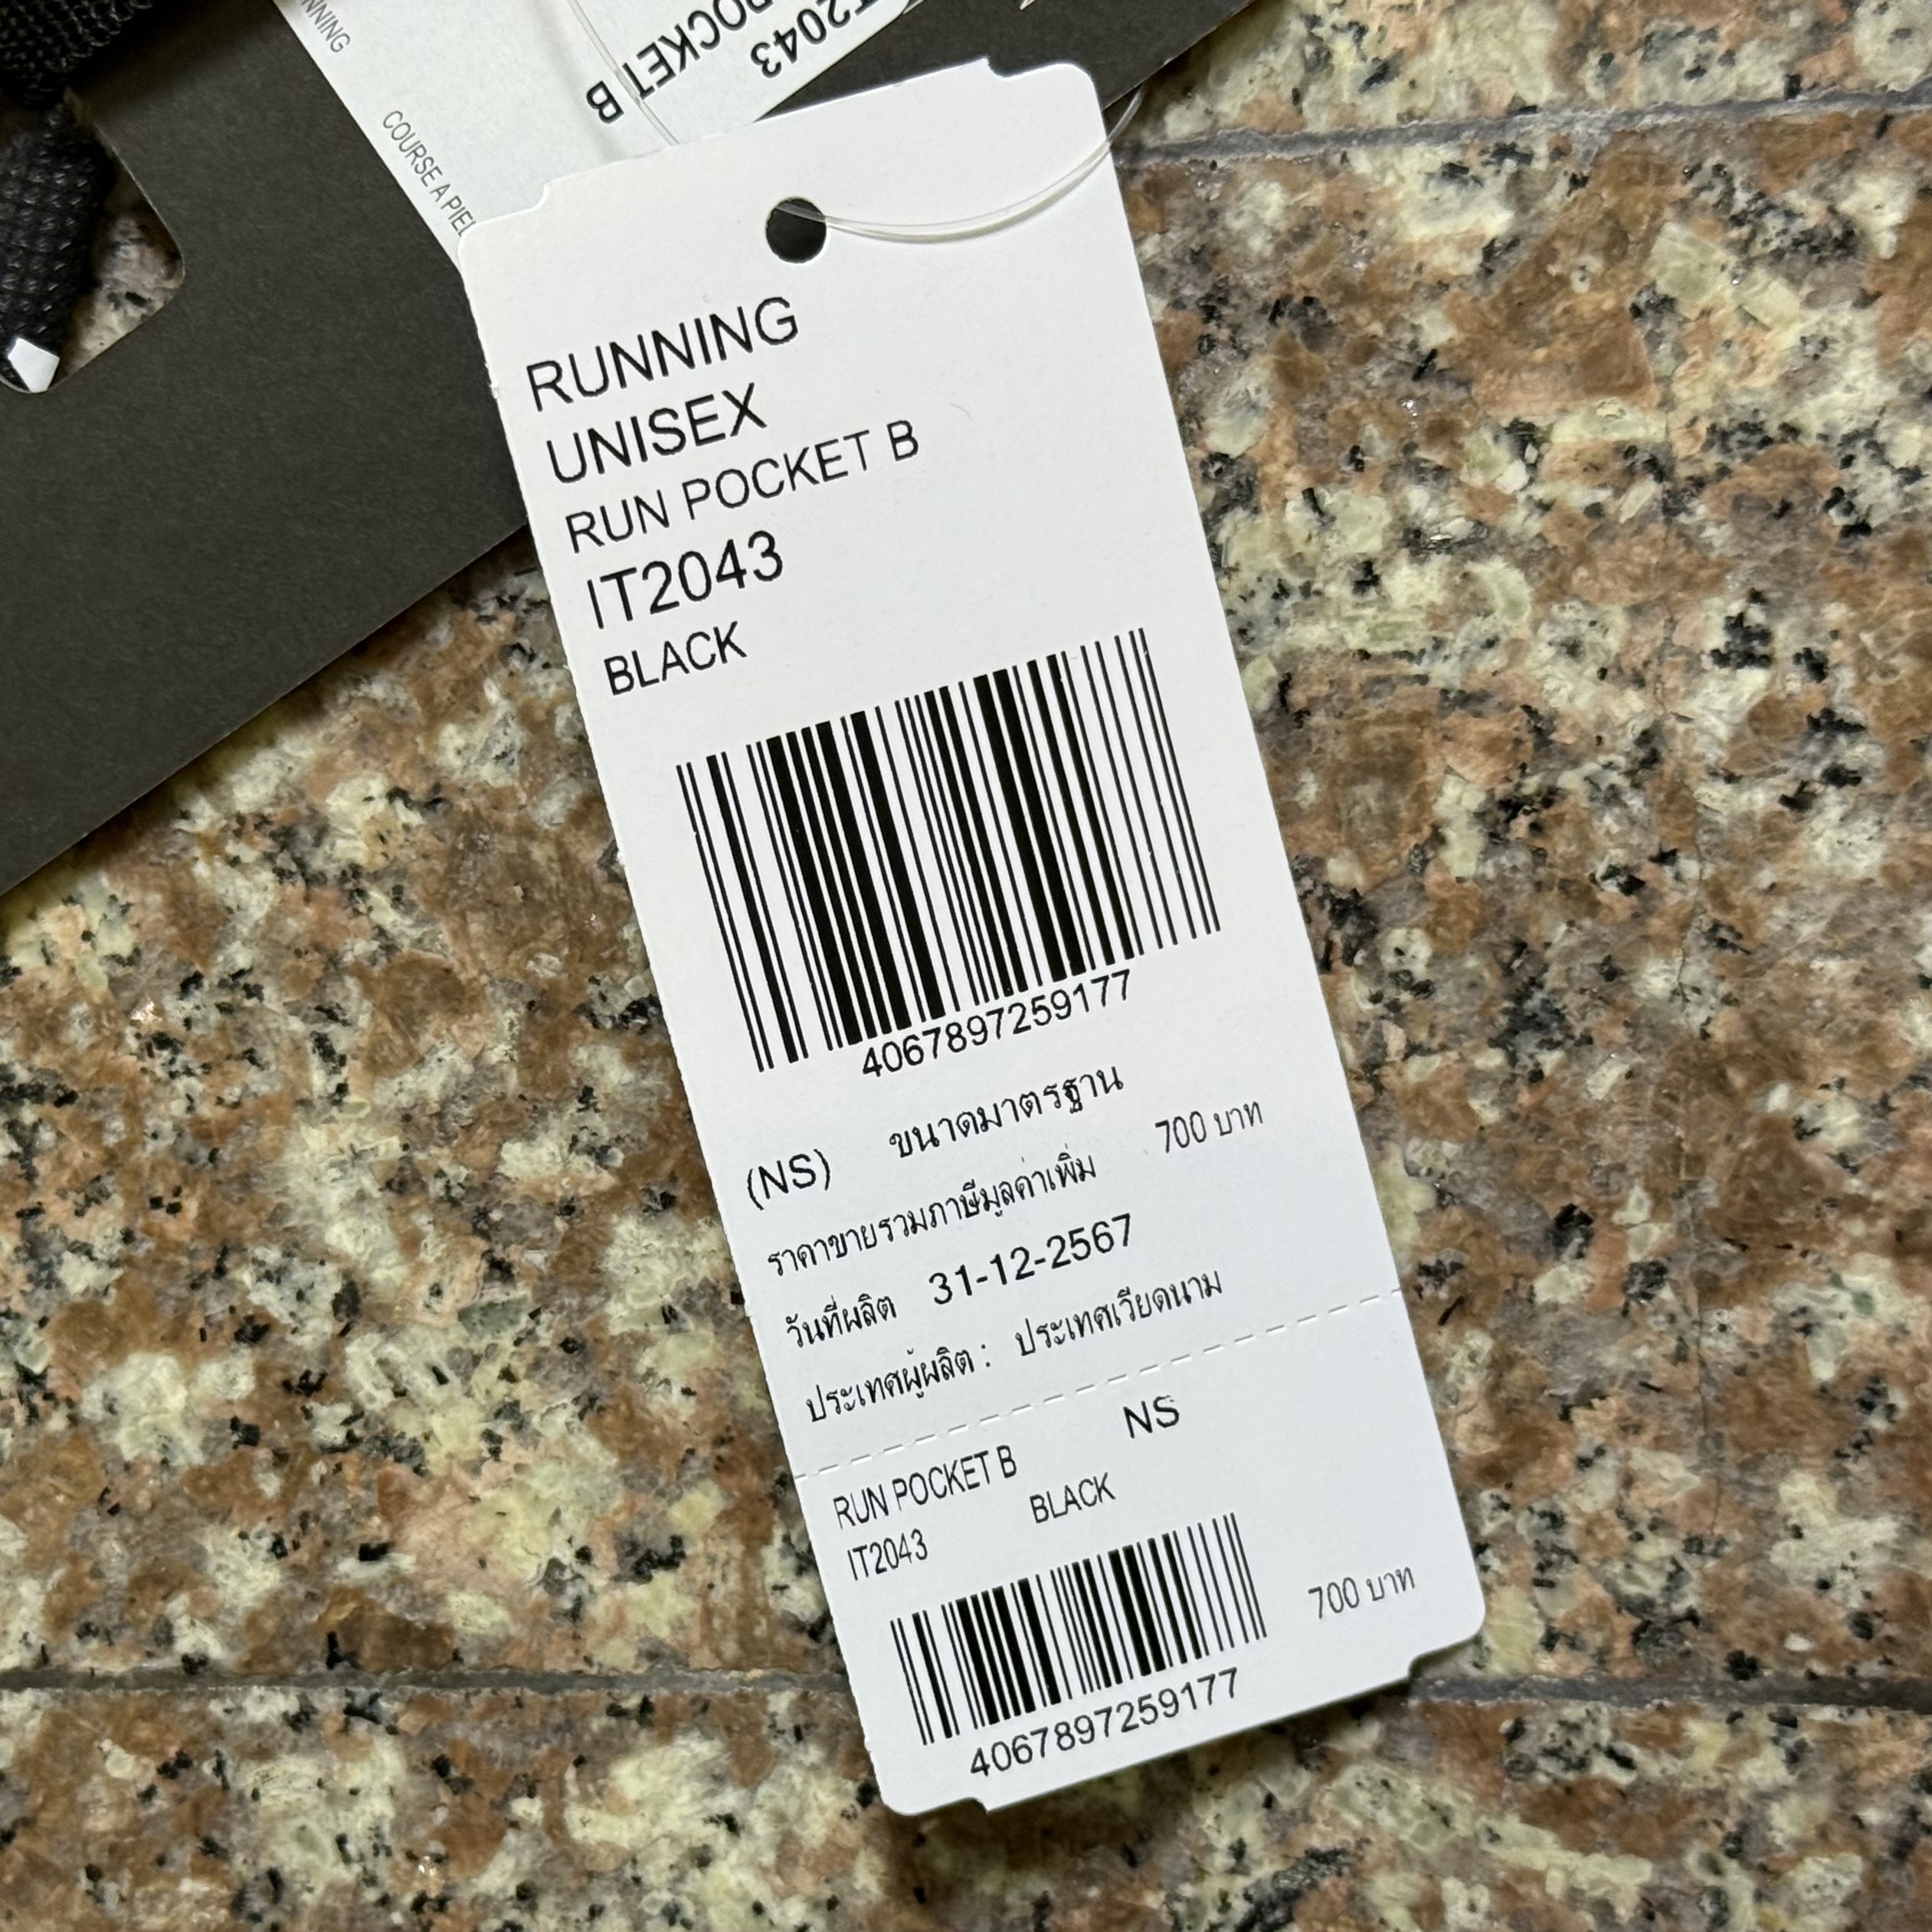 COURSE A PIE
POCKET B
RUNNING
UNISEX
RUN POCKET B
IT2043
BLACK
4067897259177
(NS) ขนาดมาตรฐาน
ราคาขายรวมภาษีมูลค่าเพิ่ม 700 บาท
วันที่ผลิต 31-12-2567
ประเทศผู้ผลิต : ประเทศเวียดนาม
RUN POCKET B NS
IT2043 BLACK
700 บาท
4067897259177